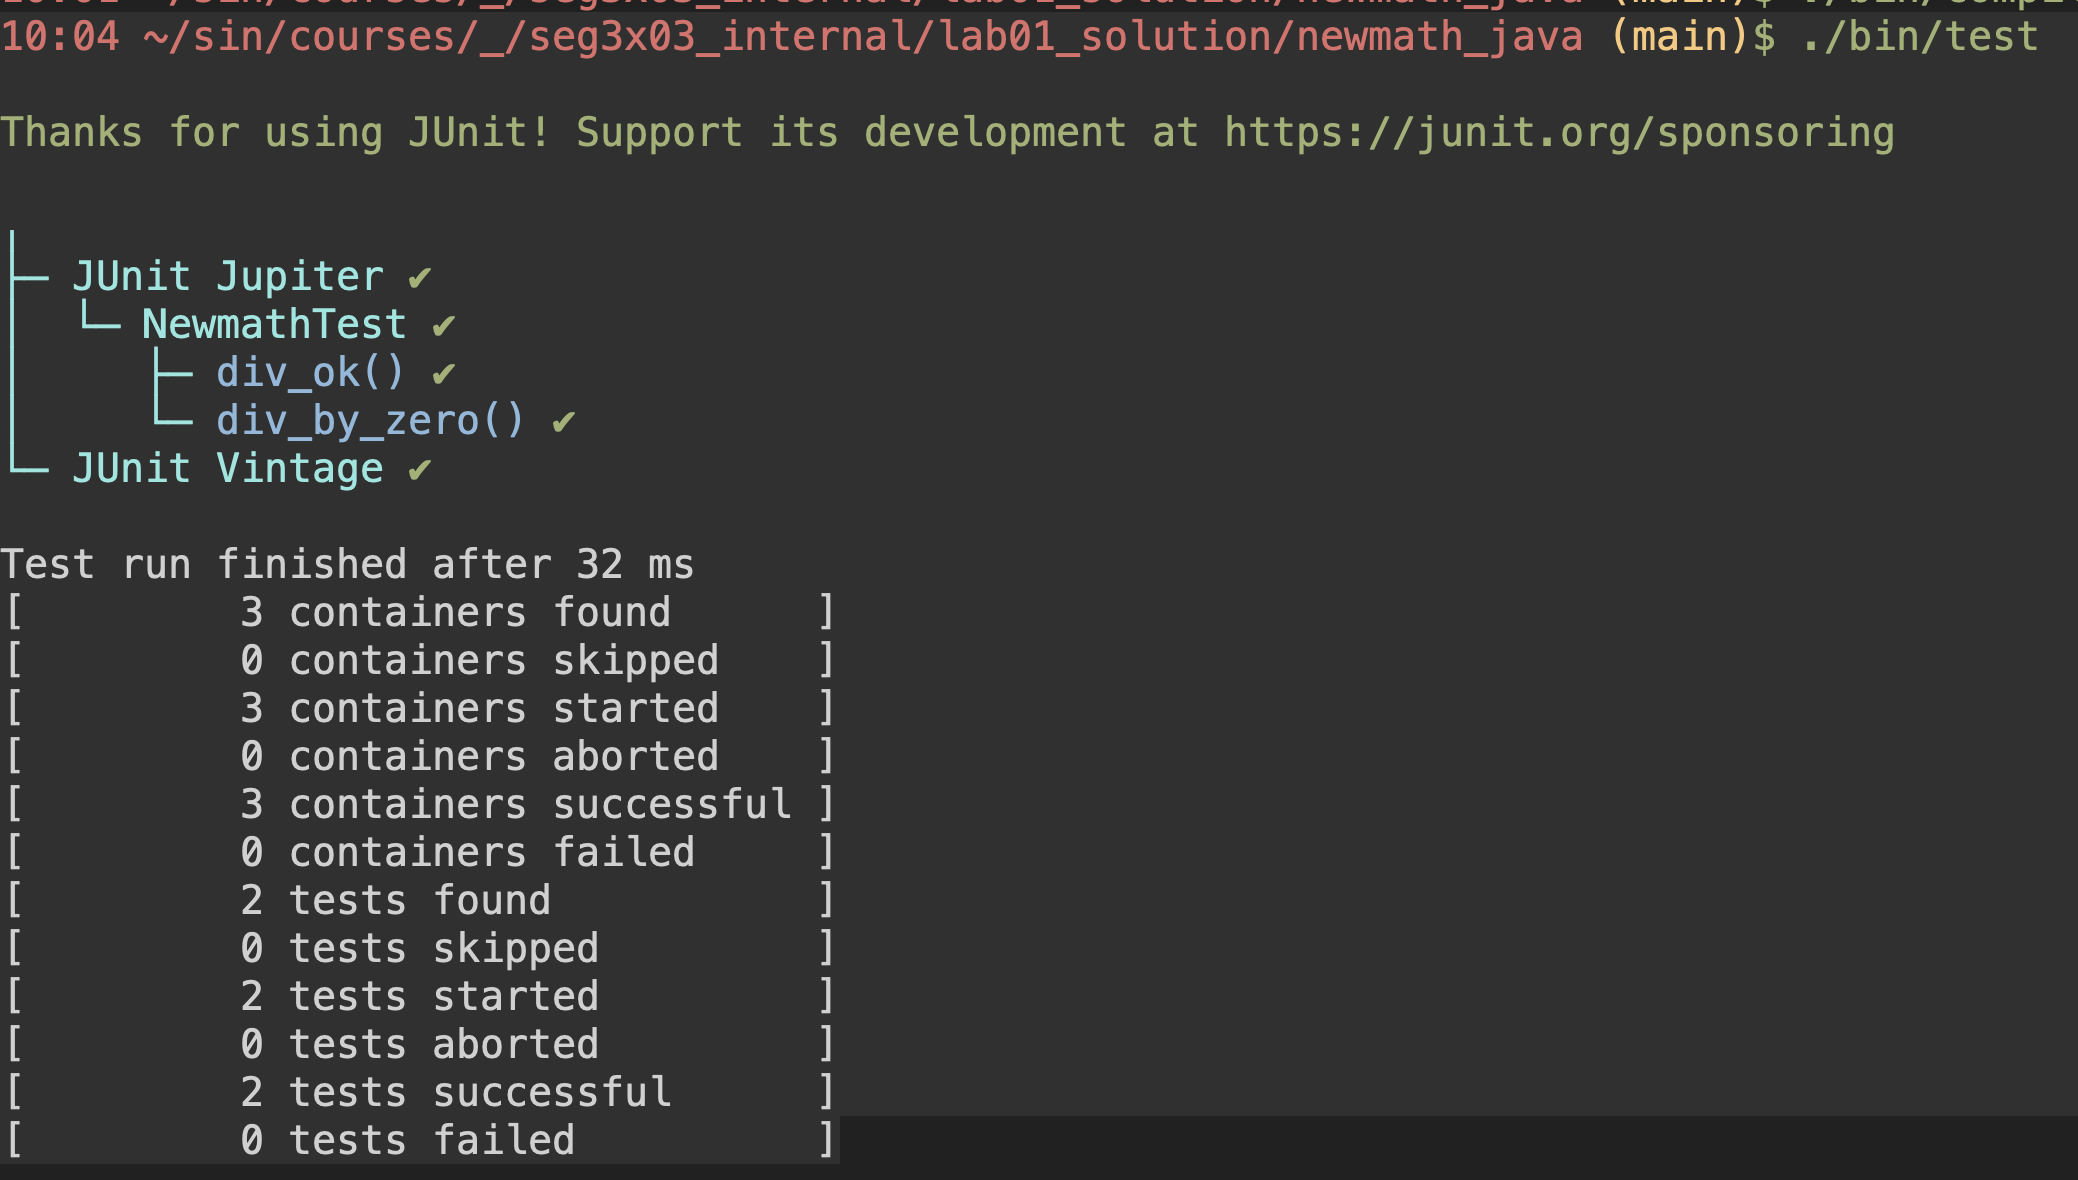 10:04 ~/sin/courses/_/seg3x03_internal/lab01_solution/newmath_java (main)$ ./bin/test
Thanks for using JUnit! Support its development at https://junit.org/sponsoring
├─ JUnit Jupiter ✔
│  └─ NewmathTest ✔
│     ├─ div_ok() ✔
│     └─ div_by_zero() ✔
└─ JUnit Vintage ✔
Test run finished after 32 ms
[         3 containers found      ]
[         0 containers skipped    ]
[         3 containers started    ]
[         0 containers aborted    ]
[         3 containers successful ]
[         0 containers failed     ]
[         2 tests found           ]
[         0 tests skipped         ]
[         2 tests started         ]
[         0 tests aborted         ]
[         2 tests successful      ]
[         0 tests failed          ]